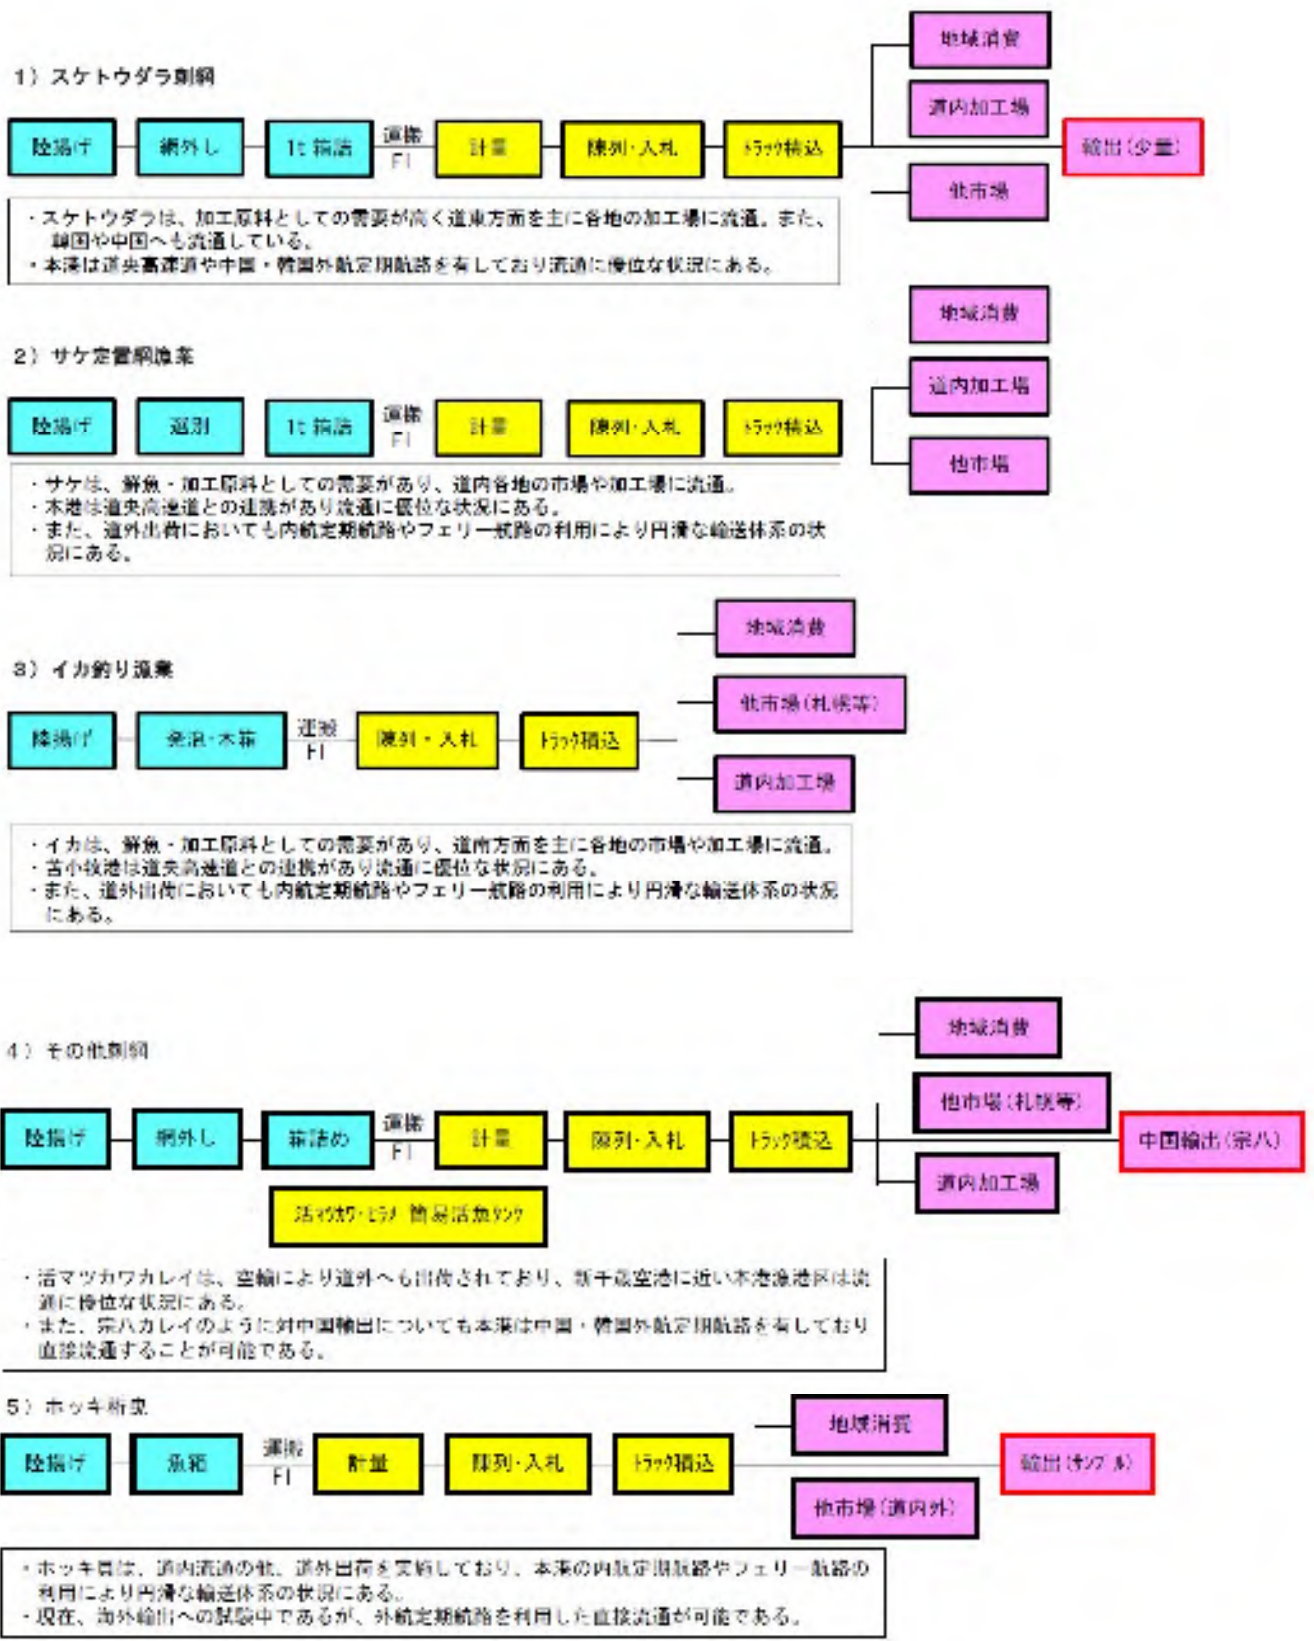 1）スケトウダラ刺網
陸揚げ 網外し 1t 箱詰 運搬 計量 陳列・入札 トラック積込
Fl
地域消費
道内加工場
他市場
輸出（少量）
・スケトウダラは、加工原料としての需要が高く道東方面を主に各地の加工場に流通。また、
韓国や中国へも流通している。
・本港は道央高速道や中国・韓国外航定期航路を有しており流通に優位な状況にある。
2）サケ定置網漁業
陸揚げ 選別 1t 箱詰 運搬 計量 陳列・入札 トラック積込
Fl
地域消費
道内加工場
他市場
・サケは、鮮魚・加工原料としての需要があり、道内各地の市場や加工場に流通。
・本港は道央高速道との連携があり流通に優位な状況にある。
・また、道外出荷においても内航定期航路やフェリー航路の利用により円滑な輸送体系の状
況にある。
3）イカ釣り漁業
陸揚げ 発泡・木箱 運搬 陳列・入札 トラック積込
Fl
地域消費
他市場（札幌等）
道内加工場
・イカは、鮮魚・加工原料としての需要があり、道南方面を主に各地の市場や加工場に流通。
・苫小牧港は道央高速道との連携があり流通に優位な状況にある。
・また、道外出荷においても内航定期航路やフェリー航路の利用により円滑な輸送体系の状況
にある。
4）その他刺網
陸揚げ 網外し 箱詰め 運搬 計量 陳列・入札 トラック積込
Fl
活マツカワ・ヒラメ 簡易活魚タンク
地域消費
他市場（札幌等）
道内加工場
中国輸出（宗八）
・活マツカワカレイは、空輸により道外へも出荷されており、新千歳空港に近い本港漁港区は流
通に優位な状況にある。
・また、宗八カレイのように対中国輸出についても本港は中国・韓国外航定期航路を有しており
直接流通することが可能である。
5）ホッキ桁曳
陸揚げ 魚箱 運搬 計量 陳列・入札 トラック積込
Fl
地域消費
他市場（道内外）
輸出（サンプル）
・ホッキ貝は、道内流通の他、道外出荷を実施しており、本港の内航定期航路やフェリー航路の
利用により円滑な輸送体系の状況にある。
・現在、海外輸出への試験中であるが、外航定期航路を利用した直接流通が可能である。